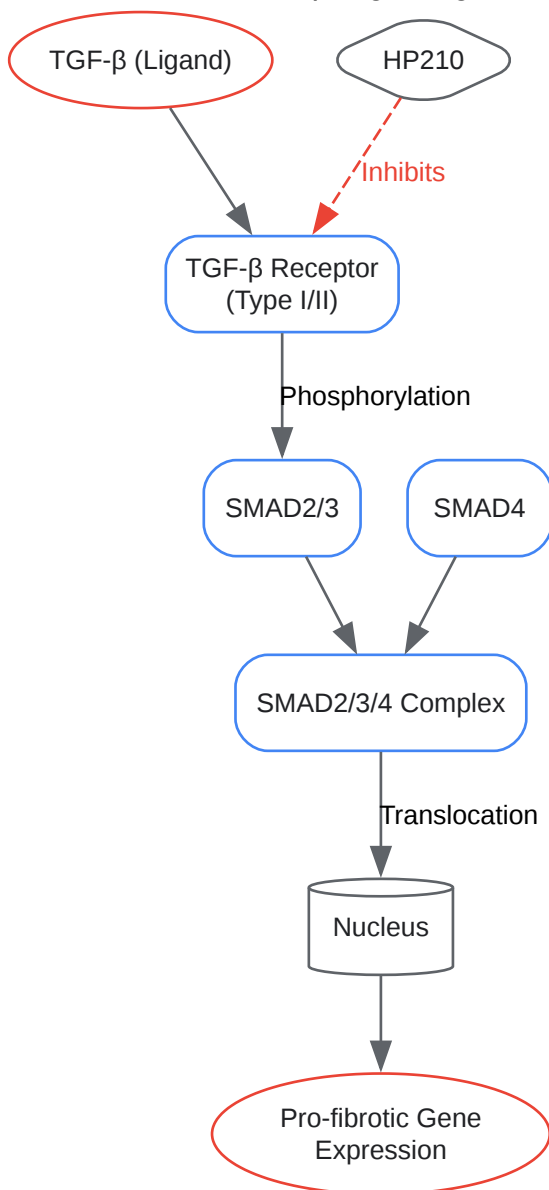 TGF-β (Ligand)
HP210
Inhibits
TGF-β Receptor
(Type I/II)
Phosphorylation
SMAD2/3
SMAD4
SMAD2/3/4 Complex
Translocation
Nucleus
Pro-fibrotic Gene
Expression